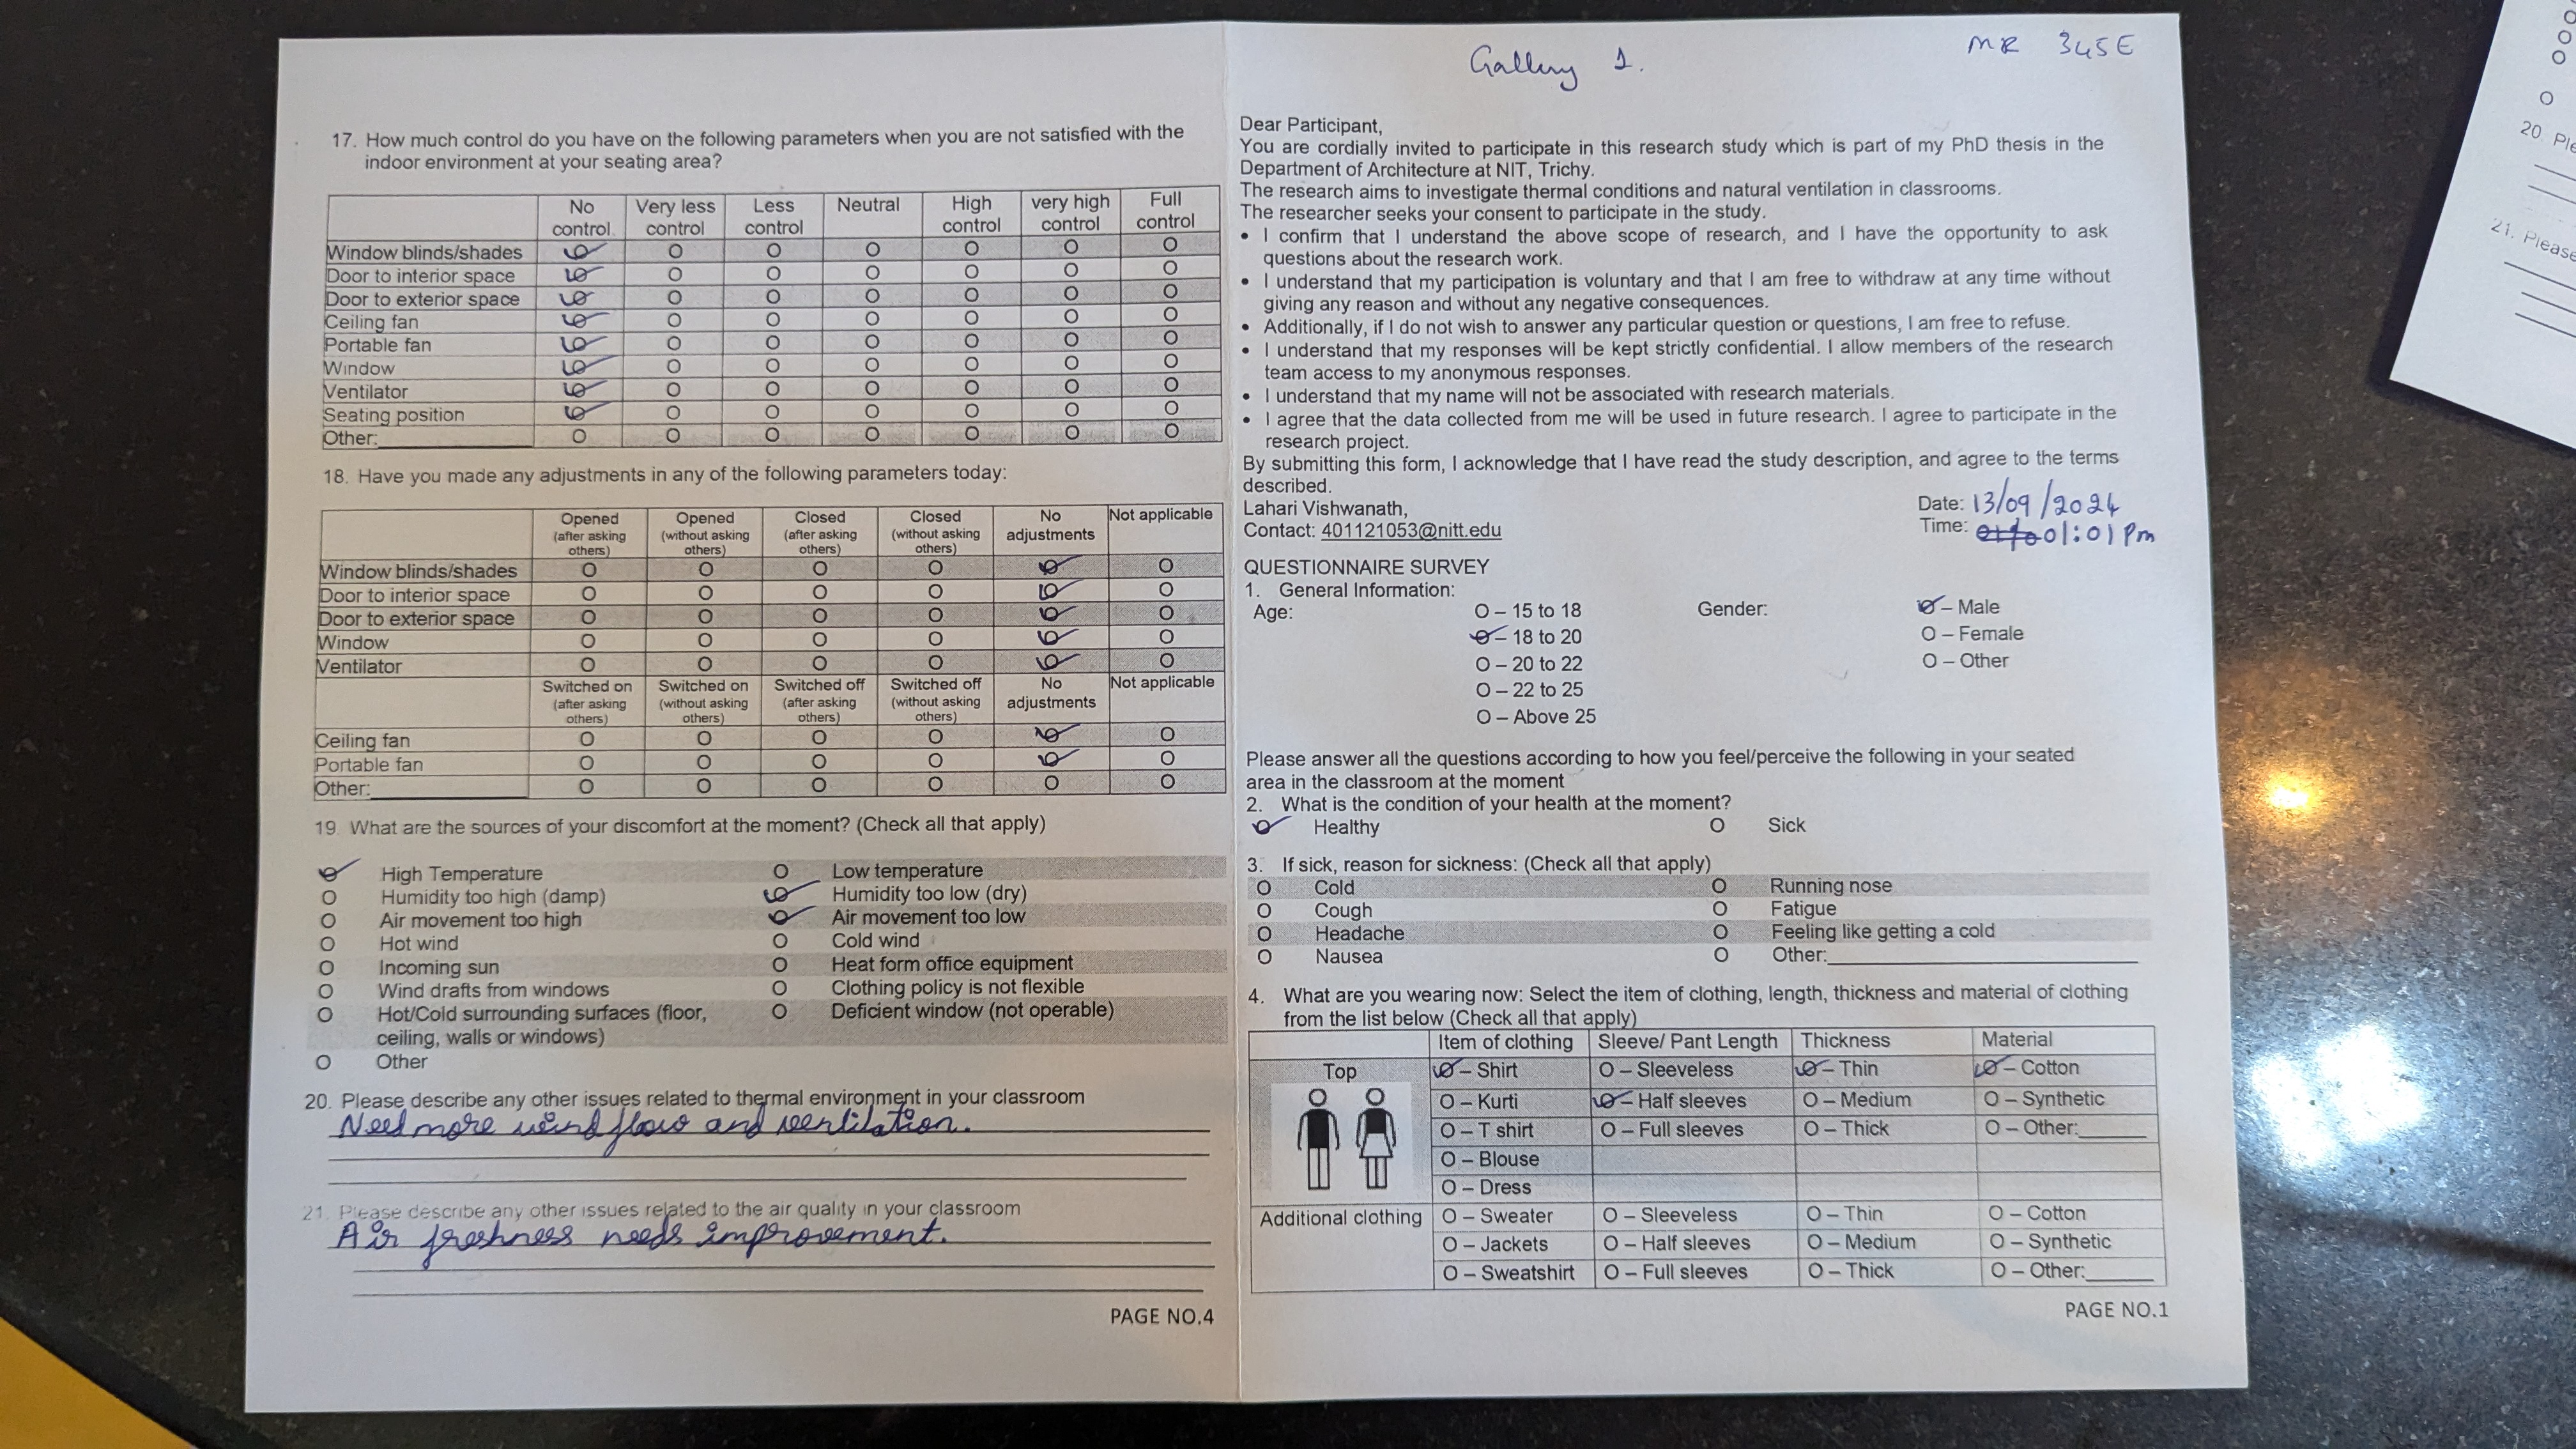 17. How much control do you have on the following parameters when you are not satisfied with the
indoor environment at your seating area?
No control Very less control Less control Neutral High control very high control Full control
Window blinds/shades O O O O O O O
Door to interior space O O O O O O O
Door to exterior space O O O O O O O
Ceiling fan O O O O O O O
Portable fan O O O O O O O
Window O O O O O O O
Ventilator O O O O O O O
Seating position O O O O O O O
Other:________ O O O O O O O
18. Have you made any adjustments in any of the following parameters today:
Opened (after asking others) Opened (without asking others) Closed (after asking others) Closed (without asking others) No adjustments Not applicable
Window blinds/shades O O O O O O
Door to interior space O O O O O O
Door to exterior space O O O O O O
Window O O O O O O
Ventilator O O O O O O
Switched on (after asking others) Switched on (without asking others) Switched off (after asking others) Switched off (without asking others) No adjustments Not applicable
Ceiling fan O O O O O O
Portable fan O O O O O O
Other:________ O O O O O O
19. What are the sources of your discomfort at the moment? (Check all that apply)
O High Temperature O Low temperature
O Humidity too high (damp) O Humidity too low (dry)
O Air movement too high O Air movement too low
O Hot wind O Cold wind
O Incoming sun O Heat form office equipment
O Wind drafts from windows O Clothing policy is not flexible
O Hot/Cold surrounding surfaces (floor, O Deficient window (not operable)
ceiling, walls or windows)
O Other
20. Please describe any other issues related to thermal environment in your classroom
Need more wind flow and ventilation.
21. Please describe any other issues related to the air quality in your classroom
Air freshness needs improvement.
PAGE NO.4
Gallery 1.
MR 345E
Dear Participant,
You are cordially invited to participate in this research study which is part of my PhD thesis in the
Department of Architecture at NIT, Trichy.
The research aims to investigate thermal conditions and natural ventilation in classrooms.
The researcher seeks your consent to participate in the study.
• I confirm that I understand the above scope of research, and I have the opportunity to ask
questions about the research work.
• I understand that my participation is voluntary and that I am free to withdraw at any time without
giving any reason and without any negative consequences.
• Additionally, if I do not wish to answer any particular question or questions, I am free to refuse.
• I understand that my responses will be kept strictly confidential. I allow members of the research
team access to my anonymous responses.
• I understand that my name will not be associated with research materials.
• I agree that the data collected from me will be used in future research. I agree to participate in the
research project.
By submitting this form, I acknowledge that I have read the study description, and agree to the terms
described.
Lahari Vishwanath,
Contact: 401121053@nitt.edu
Date: 13/09/2024
Time: 01:01 Pm
QUESTIONNAIRE SURVEY
1. General Information:
Age: O – 15 to 18 Gender: O – Male
O – 18 to 20 O – Female
O – 20 to 22 O – Other
O – 22 to 25
O – Above 25
Please answer all the questions according to how you feel/perceive the following in your seated
area in the classroom at the moment
2. What is the condition of your health at the moment?
O Healthy O Sick
3. If sick, reason for sickness: (Check all that apply)
O Cold O Running nose
O Cough O Fatigue
O Headache O Feeling like getting a cold
O Nausea O Other:________
4. What are you wearing now: Select the item of clothing, length, thickness and material of clothing
from the list below (Check all that apply)
Item of clothing Sleeve/ Pant Length Thickness Material
Top O – Shirt O – Sleeveless O – Thin O – Cotton
O – Kurti O – Half sleeves O – Medium O – Synthetic
O – T shirt O – Full sleeves O – Thick O – Other:______
O – Blouse
O – Dress
Additional clothing O – Sweater O – Sleeveless O – Thin O – Cotton
O – Jackets O – Half sleeves O – Medium O – Synthetic
O – Sweatshirt O – Full sleeves O – Thick O – Other:______
PAGE NO.1
20. Ple
21. Please